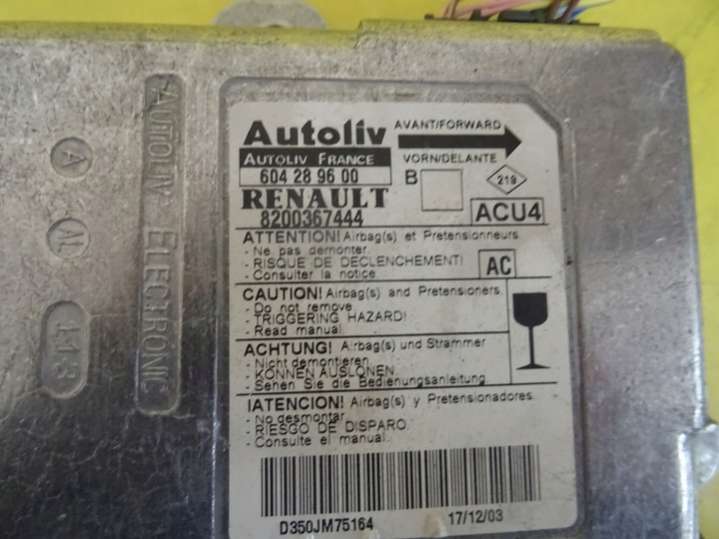 Autoliv
AVANT/FORWARD
AUTOLIV FRANCE
VORN/DELANTE
604 28 96 00
B
219
RENAULT
8200367444
ACU4
ATTENTION! Airbag(s) et Pretensionneurs
- Ne pas demonter.
- RISQUE DE DECLENCHEMENT!
- Consulter la notice
AC
CAUTION! Airbag(s) and Pretensioners.
- Do not remove
- TRIGGERING HAZARD!
- Read manual.
ACHTUNG! Airbag(s) und Strammer
- Nicht demontieren.
- KONNEN AUSLONEN
- Sehen Sie die Bedienungsanleitung
!ATENCION! Airbag(s) y Pretensionadores.
- No desmontar
- RIESGO DE DISPARO.
- Consulte el manual.
D350JM75164
17/12/03
AUTOLIV ELECTRONIC
A
AL